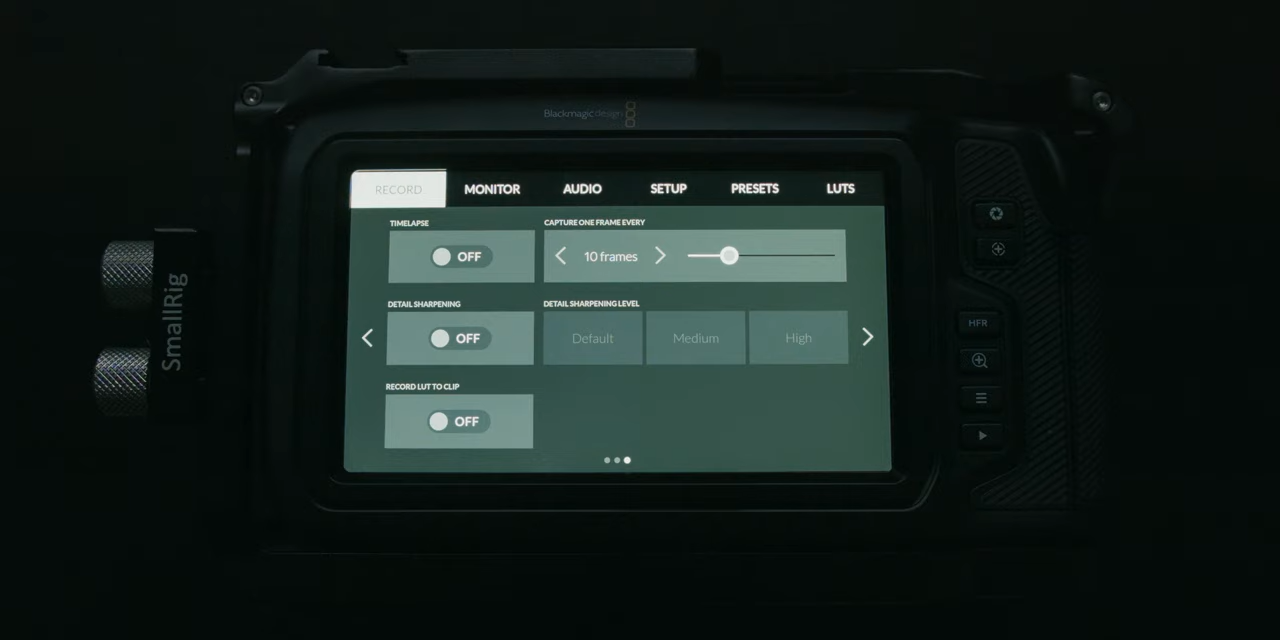 Blackmagicdesign
RECORD MONITOR AUDIO SETUP PRESETS LUTS
TIMELAPSE CAPTURE ONE FRAME EVERY
OFF 10 frames
DETAIL SHARPENING DETAIL SHARPENING LEVEL
OFF Default Medium High
RECORD LUT TO CLIP
OFF
HFR
SmallRig